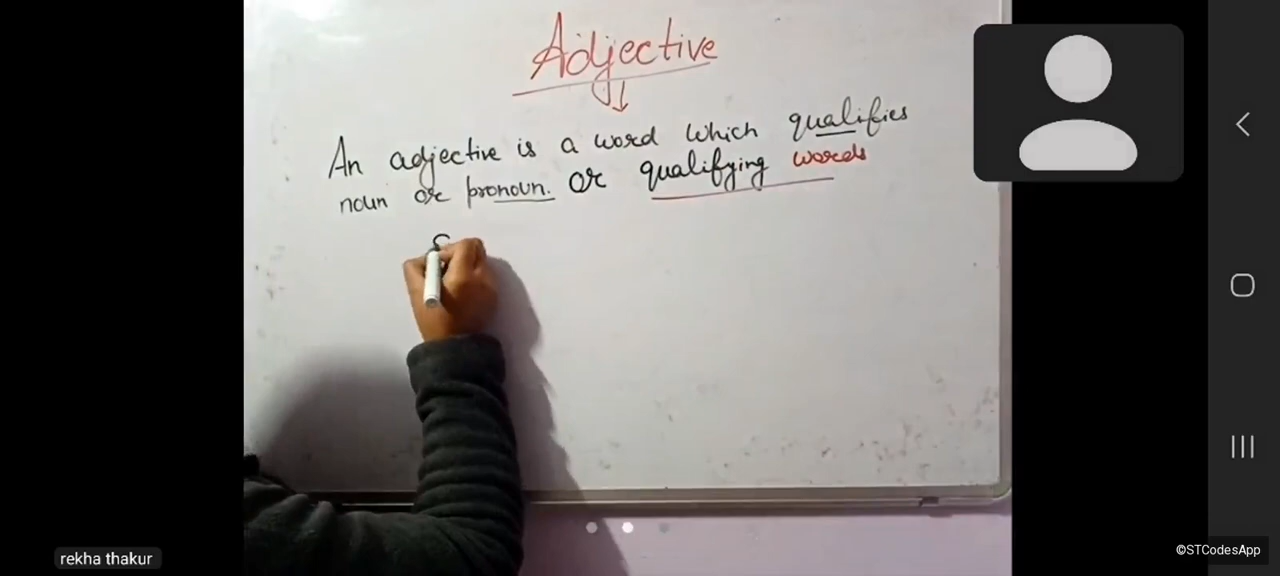 Adjective
An adjective is a word which qualifies
noun or pronoun. or qualifying words
rekha thakur
©STCodesApp